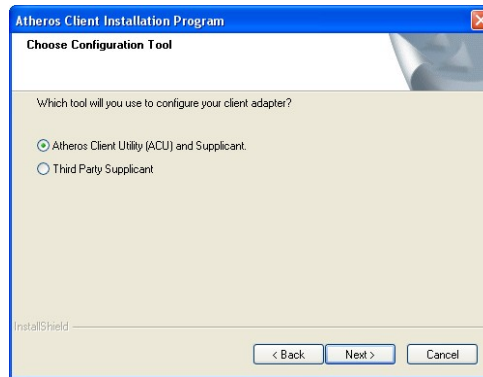 Atheros Client Installation Program
Choose Configuration Tool
Which tool will you use to configure your client adapter?
Atheros Client Utility (ACU) and Supplicant.
Third Party Supplicant
InstallShield
< Back Next > Cancel